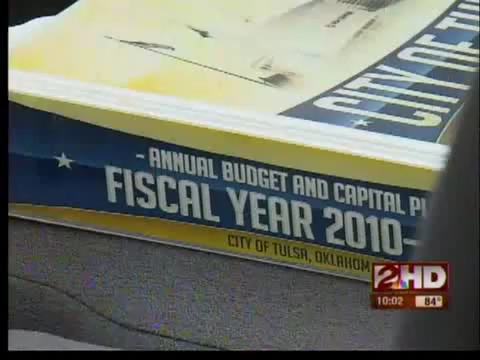 CITY OF TU
- ANNUAL BUDGET AND CAPITAL P
FISCAL YEAR 2010-
CITY OF TULSA, OKLAHOM
2HD
10:02 84°